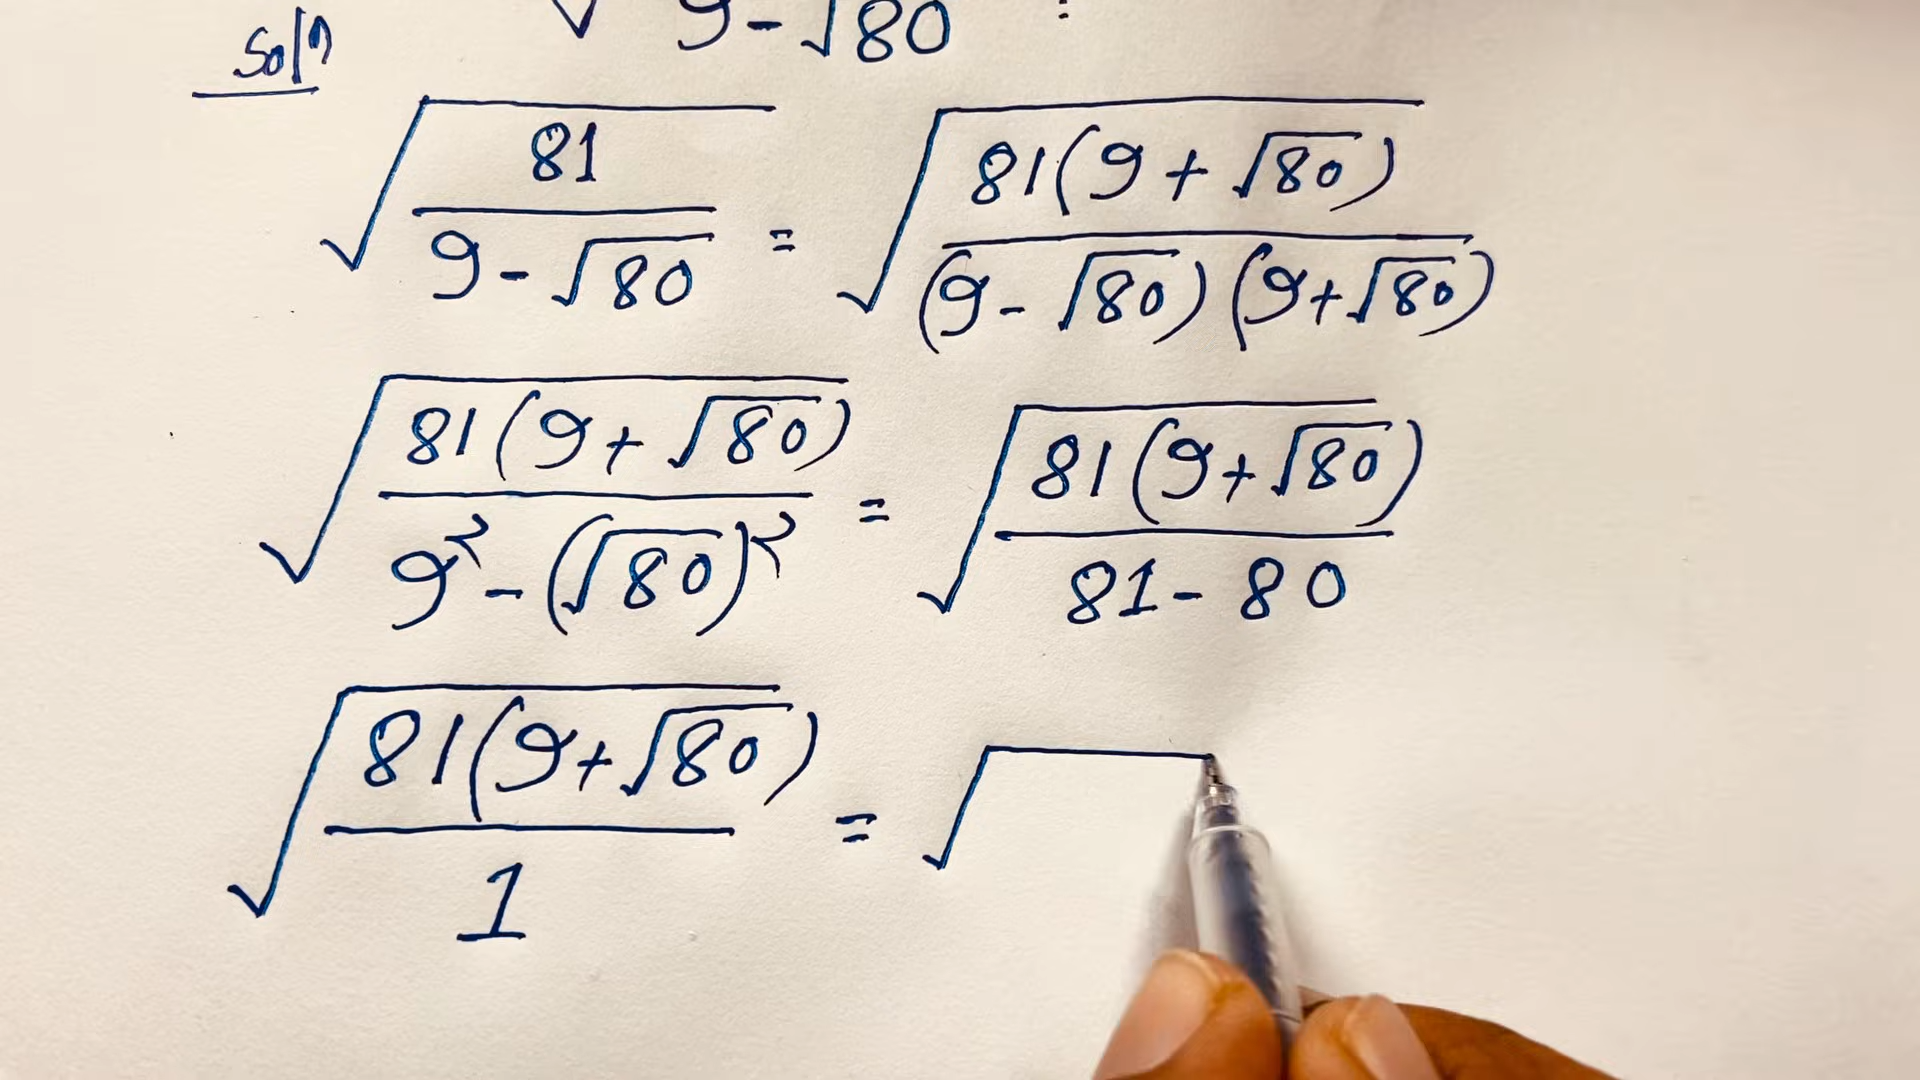 √ 9-√80 :
Soln
√(81/(9-√80)) = √(81(9+√80)/((9-√80)(9+√80)))
√(81(9+√80)/(9²-(√80)²)) = √(81(9+√80)/(81-80))
√(81(9+√80)/1) = √